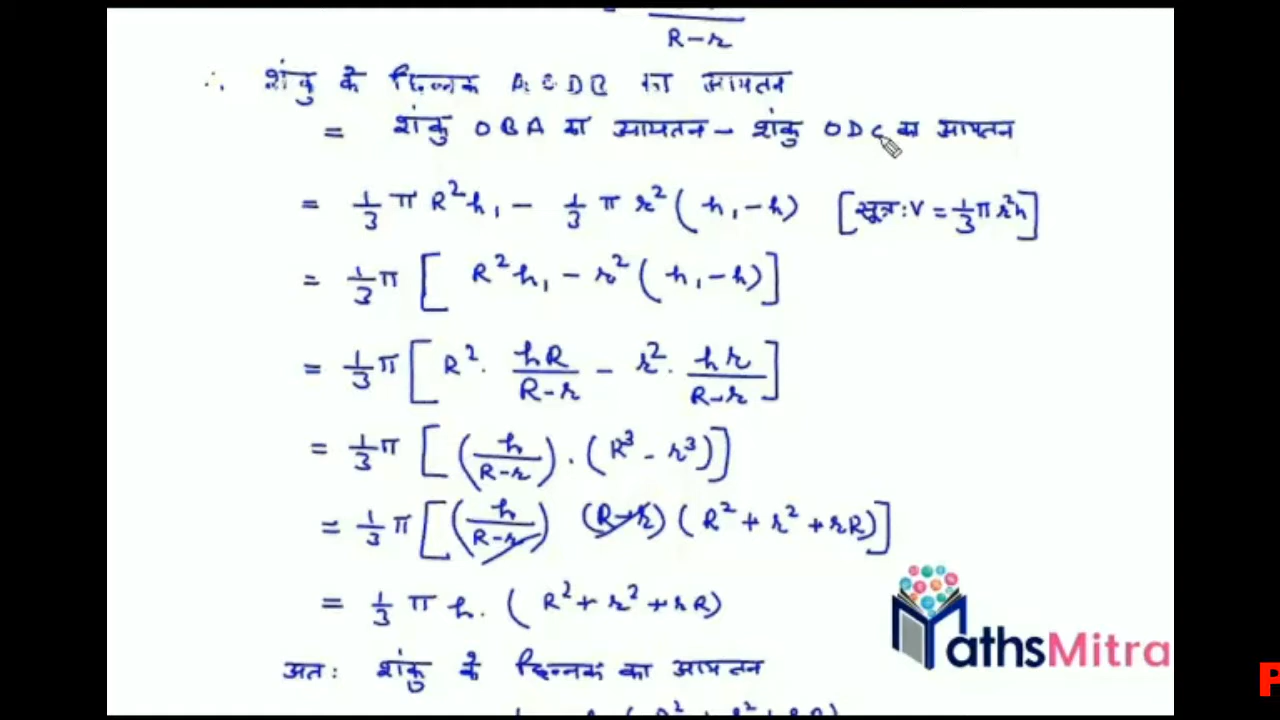 R-r
∴ शंकु के छिन्नक ACDB का आयतन
= शंकु OBA का आयतन - शंकु ODC का आयतन
= 1/3 π R²h₁ - 1/3 π r² (h₁-h) [सूत्र: V = 1/3 π r²h]
= 1/3 π [R²h₁ - r² (h₁-h)]
= 1/3 π [R² · hR/R-r - r² · hr/R-r]
= 1/3 π [(h/R-r) · (R³ - r³)]
= 1/3 π [(h/R-r) (R-r) (R² + r² + rR)]
= 1/3 π h · (R² + r² + rR)
अतः शंकु के छिन्नक का आयतन
MathsMitra
P